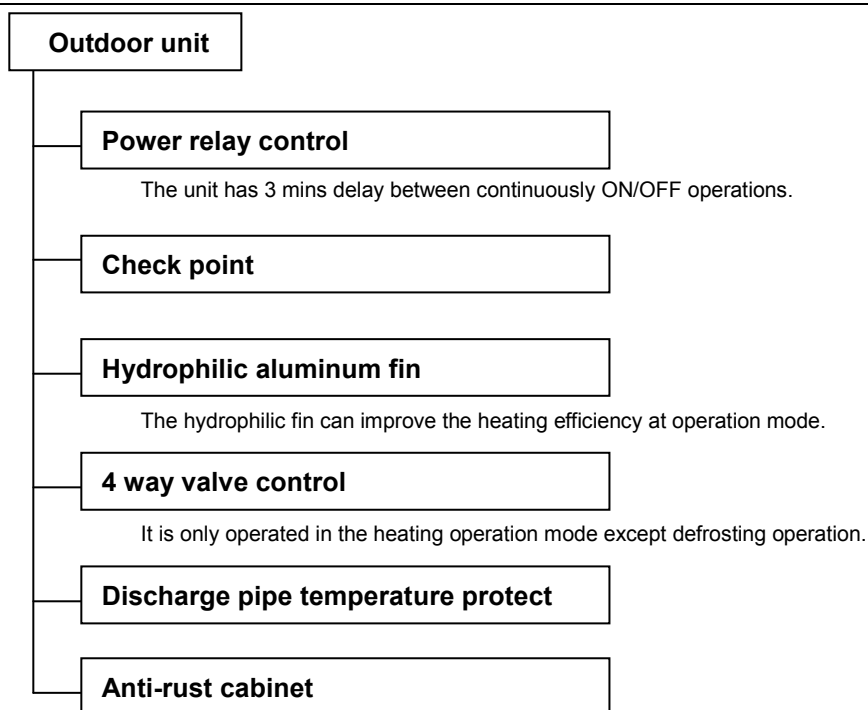 Outdoor unit
Power relay control
The unit has 3 mins delay between continuously ON/OFF operations.
Check point
Hydrophilic aluminum fin
The hydrophilic fin can improve the heating efficiency at operation mode.
4 way valve control
It is only operated in the heating operation mode except defrosting operation.
Discharge pipe temperature protect
Anti-rust cabinet